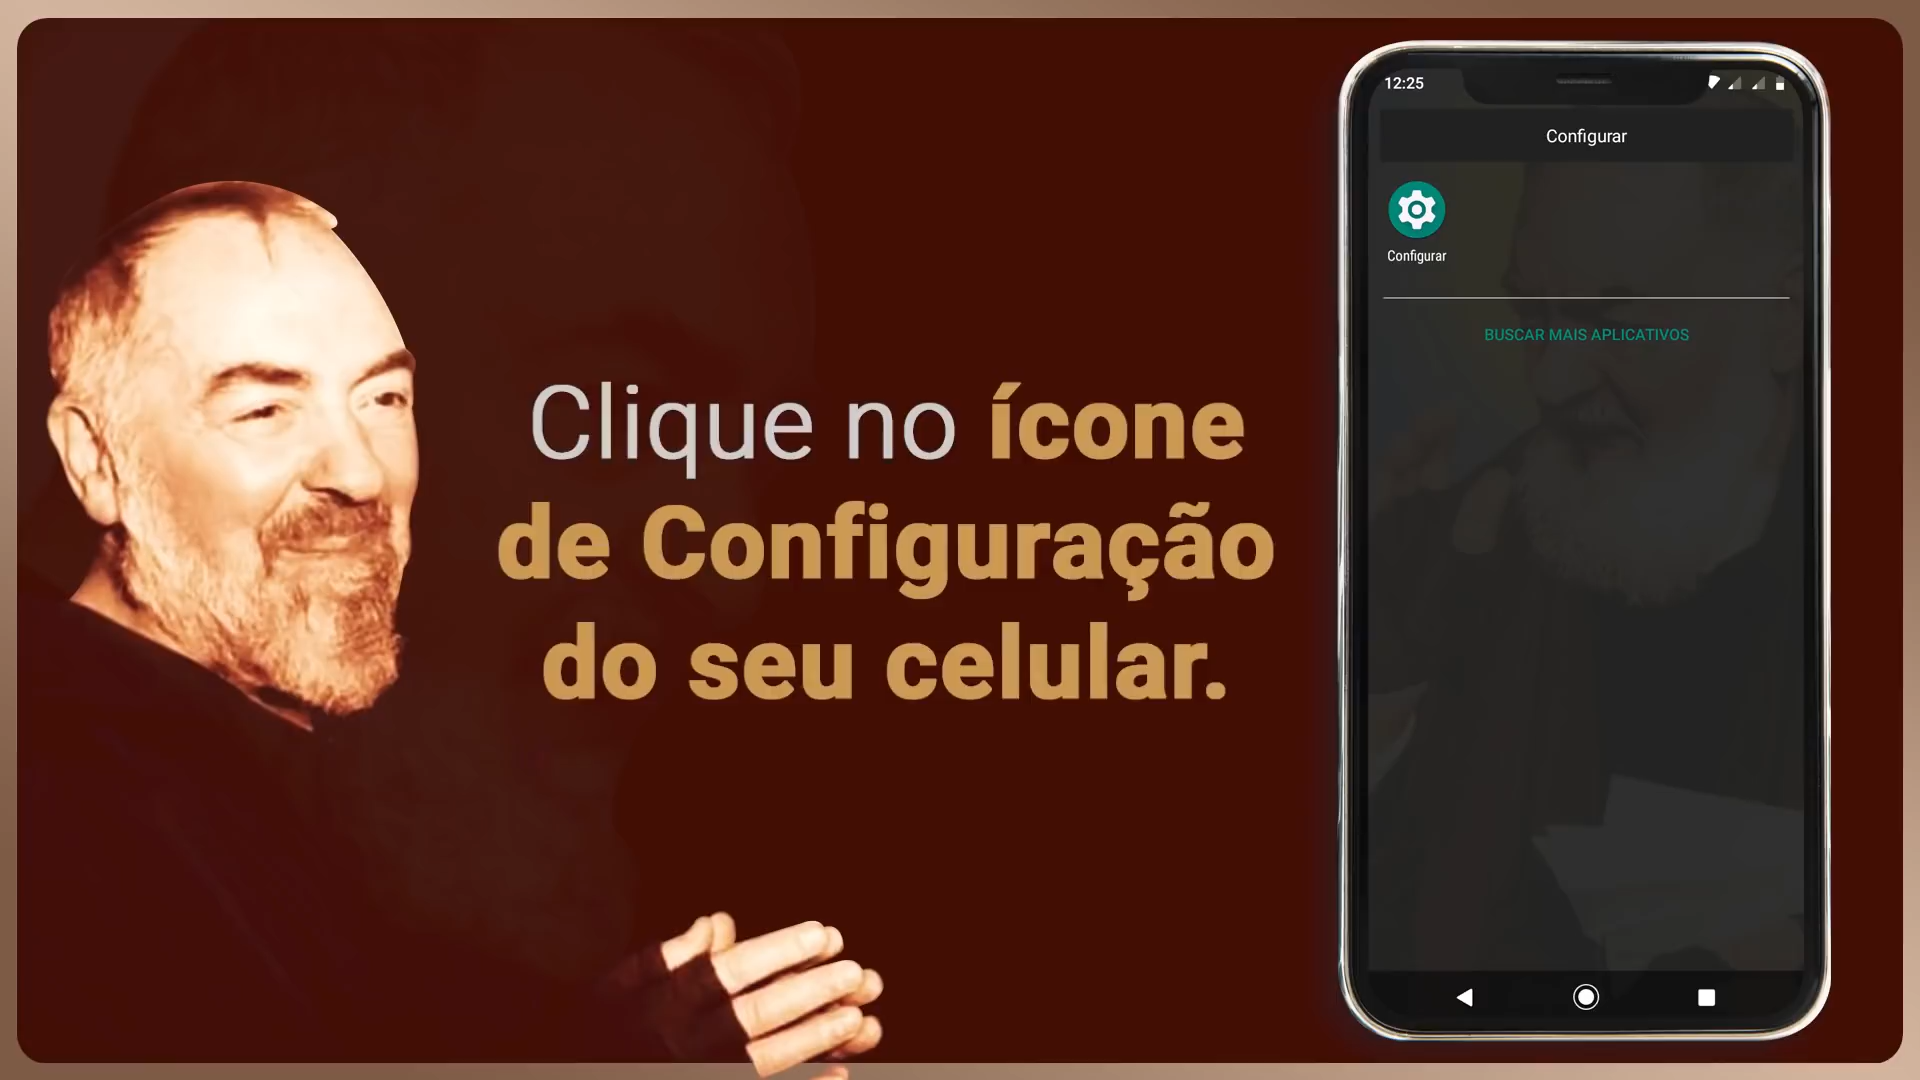 Clique no ícone
de Configuração
do seu celular.
12:25
Configurar
Configurar
BUSCAR MAIS APLICATIVOS